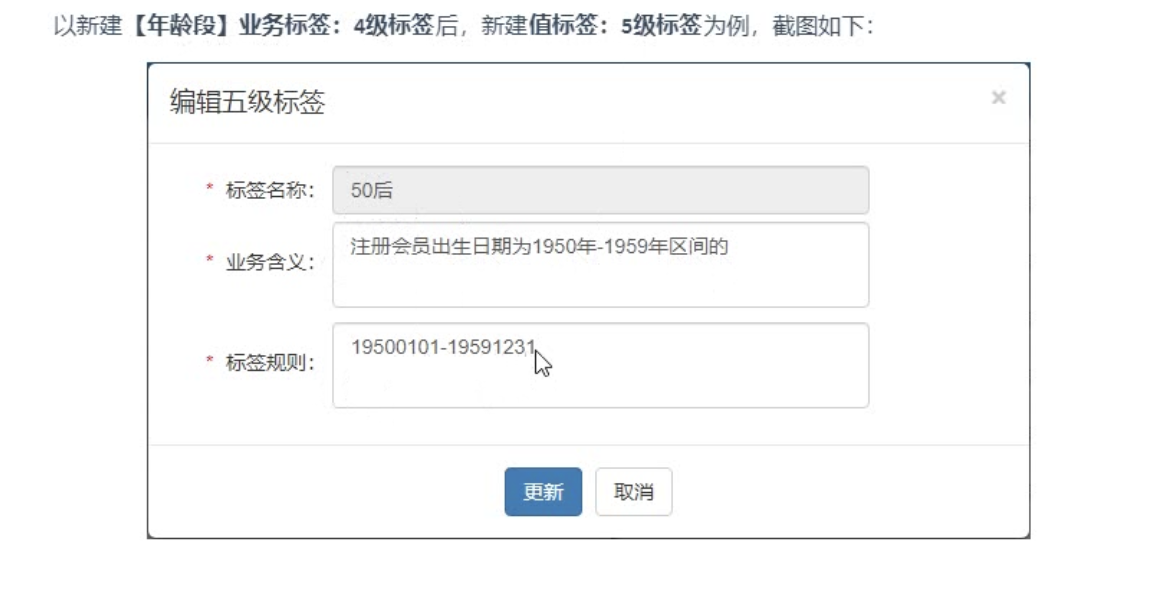 以新建【年龄段】业务标签：4级标签后，新建值标签：5级标签为例，截图如下：
编辑五级标签 ×
* 标签名称： 50后
* 业务含义： 注册会员出生日期为1950年-1959年区间的
* 标签规则： 19500101-19591231
更新 取消